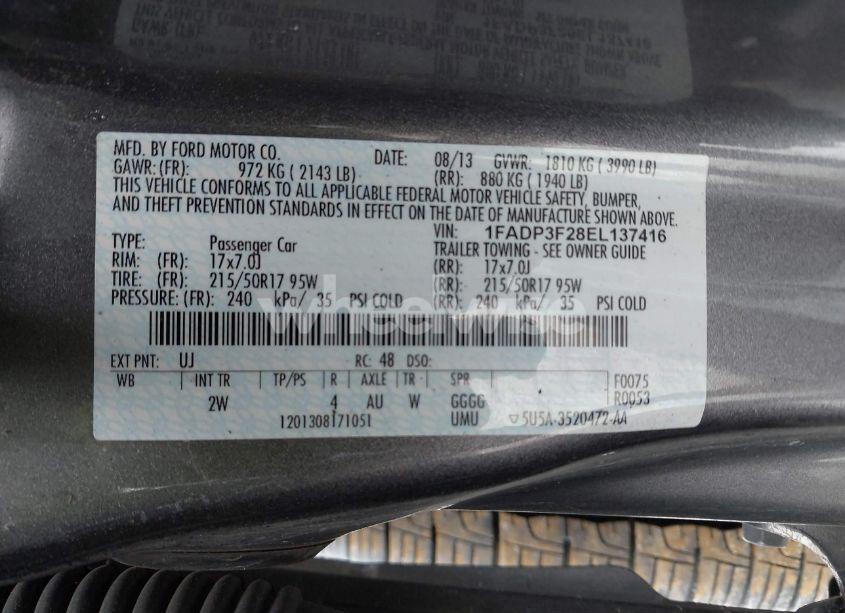 MFD. BY FORD MOTOR CO. DATE: 08/13 GVWR: 1810 KG ( 3990 LB)
GAWR: (FR): 972 KG ( 2143 LB) (RR): 880 KG ( 1940 LB)
THIS VEHICLE CONFORMS TO ALL APPLICABLE FEDERAL MOTOR VEHICLE SAFETY, BUMPER,
AND THEFT PREVENTION STANDARDS IN EFFECT ON THE DATE OF MANUFACTURE SHOWN ABOVE.
VIN: 1FADP3F28EL137416
TYPE: Passenger Car TRAILER TOWING - SEE OWNER GUIDE
RIM: (FR): 17x7.0J (RR): 17x7.0J
TIRE: (FR): 215/50R17 95W (RR): 215/50R17 95W
PRESSURE: (FR): 240 kPa/ 35 PSI COLD (RR): 240 kPa/ 35 PSI COLD
wheelwise
EXT PNT: UJ RC: 48 DSO:
WB INT TR TP/PS R AXLE TR SPR F0075
2W 4 AU W GGGG R0053
1201308171051 UMU 5U5A-3520472-AA